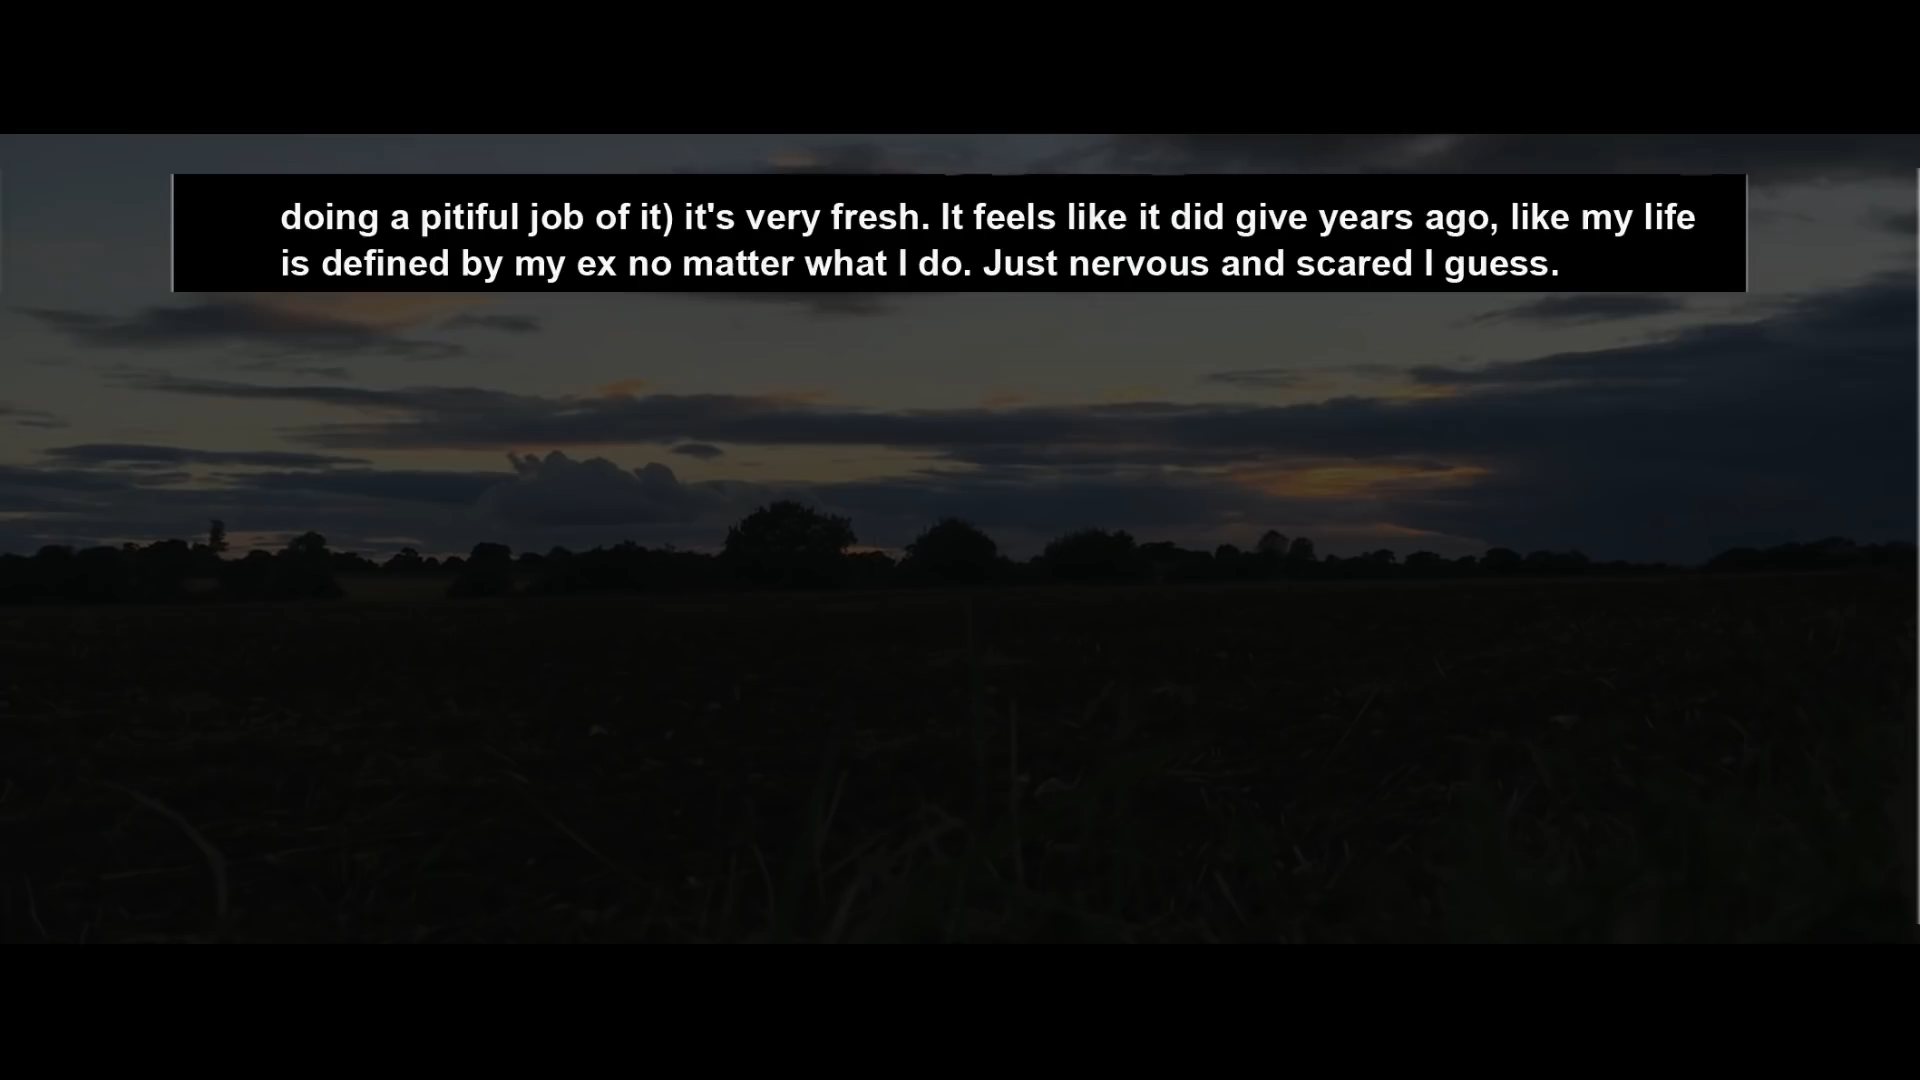 doing a pitiful job of it) it's very fresh. It feels like it did give years ago, like my life
is defined by my ex no matter what I do. Just nervous and scared I guess.